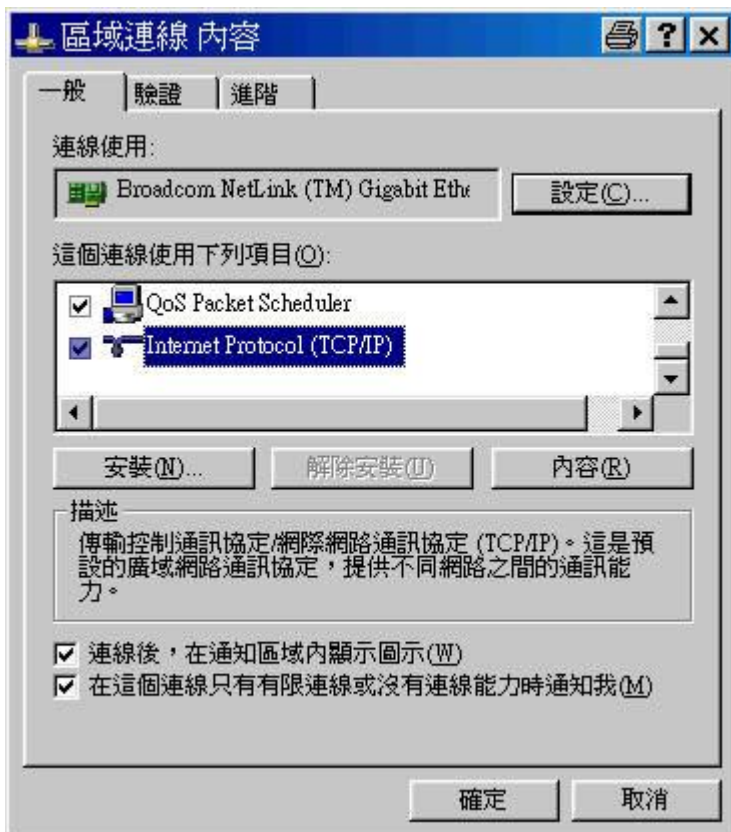 區域連線 內容
?
一般 驗證 進階
連線使用:
Broadcom NetLink (TM) Gigabit Ethe
設定(C)...
這個連線使用下列項目(O):
QoS Packet Scheduler
Internet Protocol (TCP/IP)
安裝(N)... 解除安裝(U) 內容(R)
描述
傳輸控制通訊協定/網際網路通訊協定 (TCP/IP)。這是預
設的廣域網路通訊協定，提供不同網路之間的通訊能
力。
連線後，在通知區域內顯示圖示(W)
在這個連線只有有限連線或沒有連線能力時通知我(M)
確定 取消